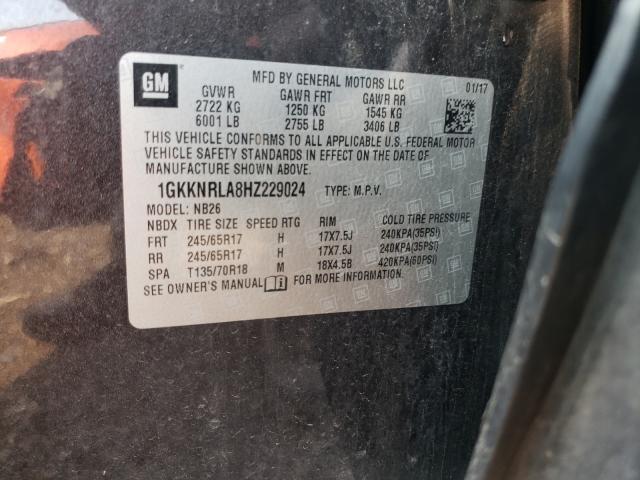 GM
MFD BY GENERAL MOTORS LLC 01/17
GVWR GAWR FRT GAWR RR
2722 KG 1250 KG 1545 KG
6001 LB 2755 LB 3406 LB
THIS VEHICLE CONFORMS TO ALL APPLICABLE U.S. FEDERAL MOTOR
VEHICLE SAFETY STANDARDS IN EFFECT ON THE DATE OF
MANUFACTURE SHOWN ABOVE.
1GKKNRLA8HZ229024 TYPE: M.P.V.
MODEL: NB26
NBDX TIRE SIZE SPEED RTG RIM COLD TIRE PRESSURE
FRT 245/65R17 H 17X7.5J 240KPA(35PSI)
RR 245/65R17 H 17X7.5J 240KPA(35PSI)
SPA T135/70R18 M 18X4.5B 420KPA(60PSI)
SEE OWNER'S MANUAL FOR MORE INFORMATION.